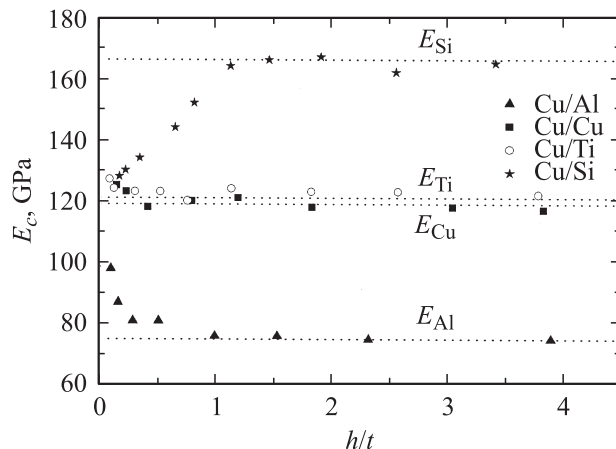 180
160
140
120
100
80
60
E_c, GPa
E_Si
E_Ti
E_Cu
E_Al
▲ Cu/Al
■ Cu/Cu
○ Cu/Ti
★ Cu/Si
0 1 2 3 4
h/t